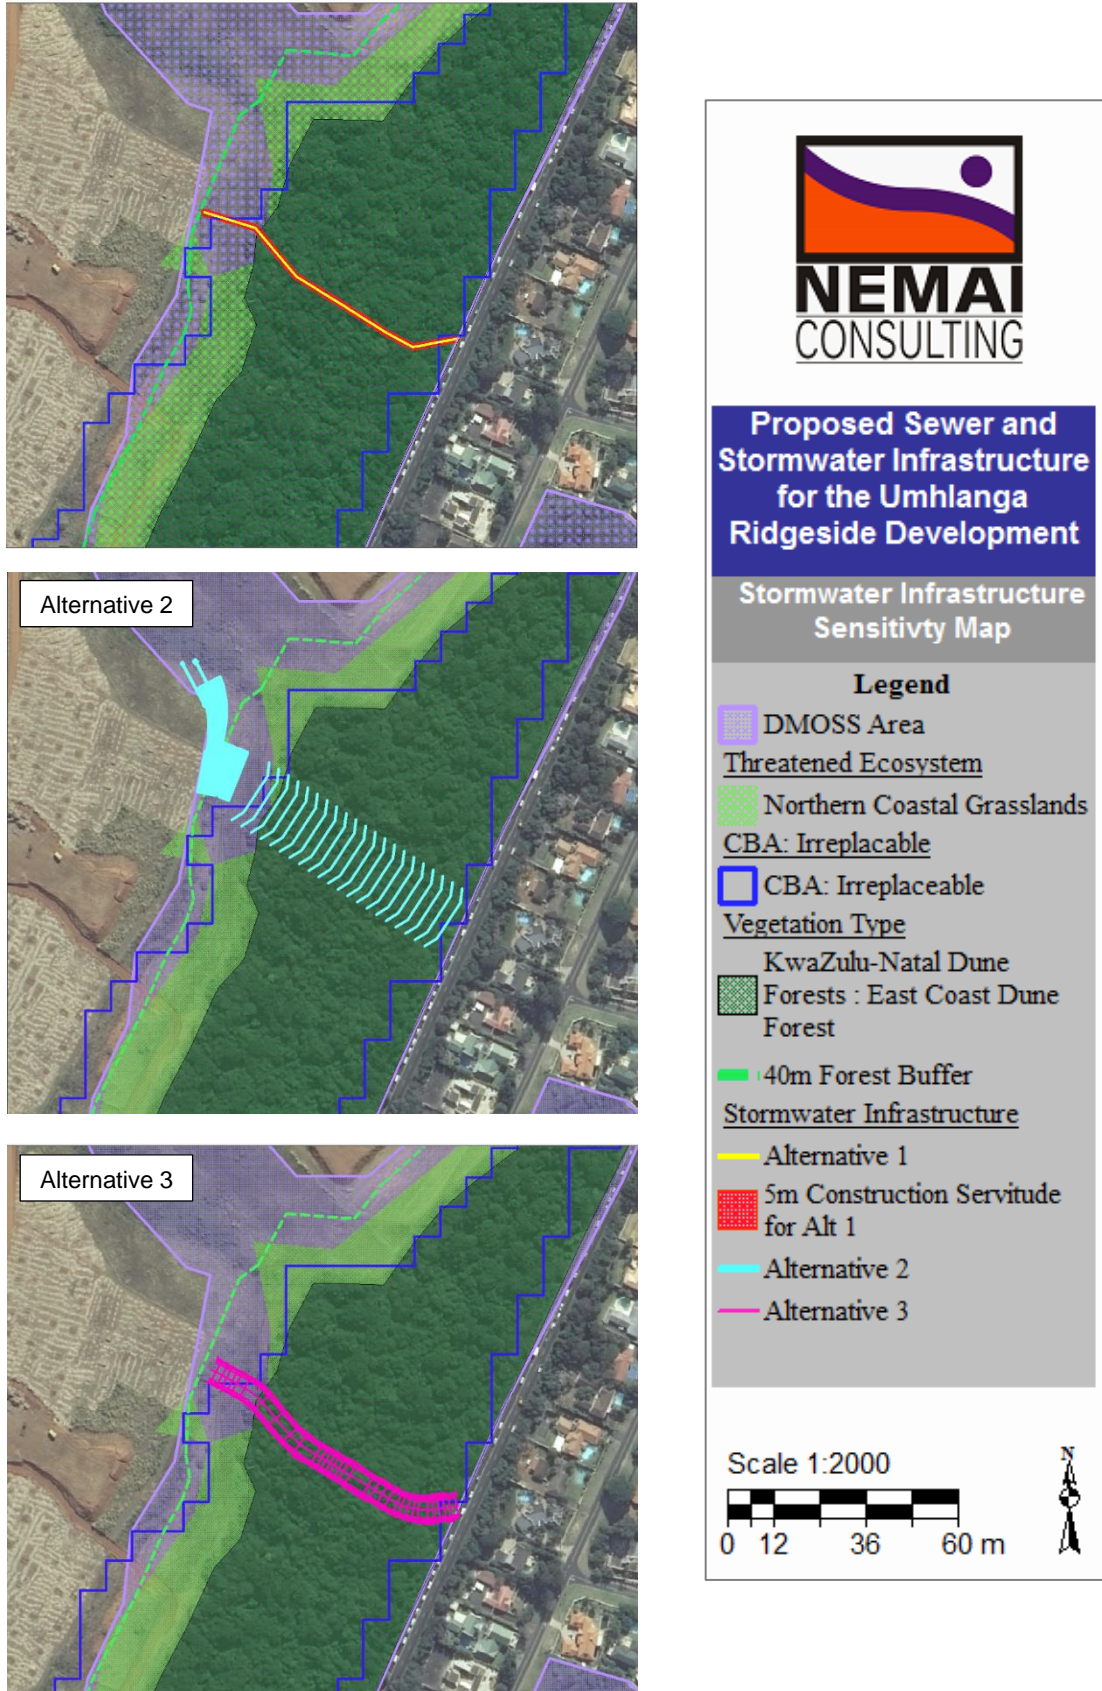 Alternative 2
Alternative 3
NEMAI
CONSULTING
Proposed Sewer and
Stormwater Infrastructure
for the Umhlanga
Ridgeside Development
Stormwater Infrastructure
Sensitivty Map
Legend
DMOSS Area
Threatened Ecosystem
Northern Coastal Grasslands
CBA: Irreplacable
CBA: Irreplaceable
Vegetation Type
KwaZulu-Natal Dune
Forests : East Coast Dune
Forest
40m Forest Buffer
Stormwater Infrastructure
Alternative 1
5m Construction Servitude
for Alt 1
Alternative 2
Alternative 3
Scale 1:2000
N
0 12 36 60 m